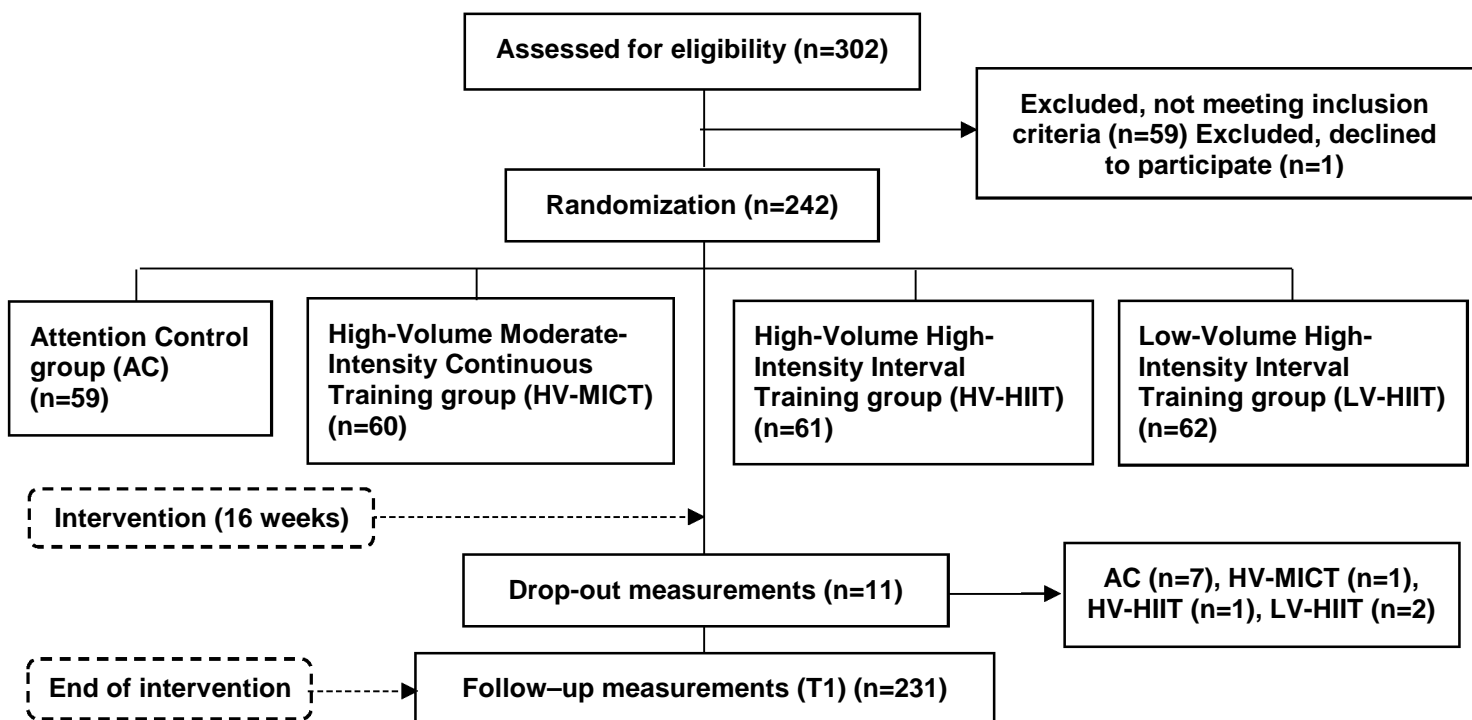 Assessed for eligibility (n=302)
Excluded, not meeting inclusion
criteria (n=59) Excluded, declined
to participate (n=1)
Randomization (n=242)
Attention Control
group (AC)
(n=59)
High-Volume Moderate-
Intensity Continuous
Training group (HV-MICT)
(n=60)
High-Volume High-
Intensity Interval
Training group (HV-HIIT)
(n=61)
Low-Volume High-
Intensity Interval
Training group (LV-HIIT)
(n=62)
Intervention (16 weeks)
Drop-out measurements (n=11)
AC (n=7), HV-MICT (n=1),
HV-HIIT (n=1), LV-HIIT (n=2)
End of intervention
Follow–up measurements (T1) (n=231)